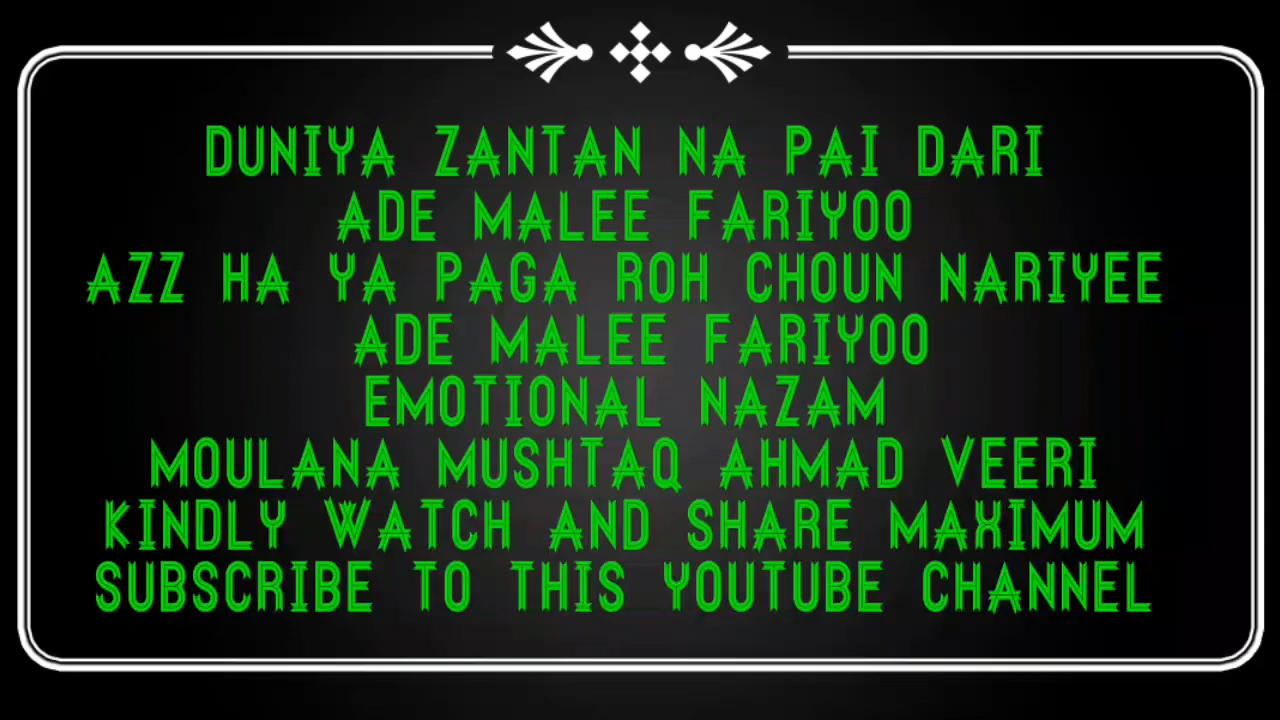 DUNIYA ZANTAN NA PAI DARI
ADE MALEE FARIYOO
AZZ HA YA PAGA ROH CHOUN NARIYEE
ADE MALEE FARIYOO
EMOTIONAL NAZAM
MOULANA MUSHTAQ AHMAD VEERI
KINDLY WATCH AND SHARE MAXIMUM
SUBSCRIBE TO THIS YOUTUBE CHANNEL